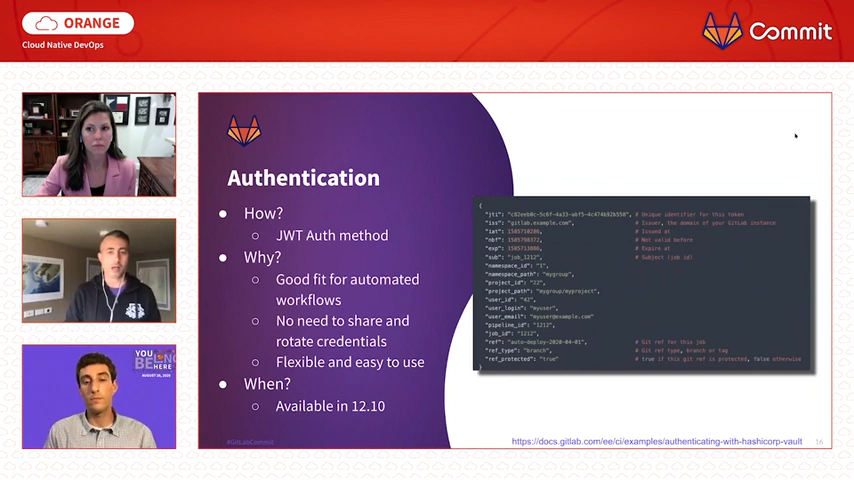 ORANGE
Cloud Native DevOps
Commit
YOU
BELONG
HERE
AUGUST 26, 2020
Authentication
● How?
○ JWT Auth method
● Why?
○ Good fit for automated
workflows
○ No need to share and
rotate credentials
○ Flexible and easy to use
● When?
○ Available in 12.10
{
"jti": "c82eeb0c-5c6f-4a33-abf5-4c474b92b558", # Unique identifier for this token
"iss": "gitlab.example.com", # Issuer, the domain of your GitLab instance
"iat": 1585710286, # Issued at
"nbf": 1585798372, # Not valid before
"exp": 1585713886, # Expire at
"sub": "job_1212", # Subject (job id)
"namespace_id": "1",
"namespace_path": "mygroup",
"project_id": "22",
"project_path": "mygroup/myproject",
"user_id": "42",
"user_login": "myuser",
"user_email": "myuser@example.com"
"pipeline_id": "1212",
"job_id": "1212",
"ref": "auto-deploy-2020-04-01", # Git ref for this job
"ref_type": "branch", # Git ref type, branch or tag
"ref_protected": "true" # true if this git ref is protected, false otherwise
}
#GitLabCommit
https://docs.gitlab.com/ee/ci/examples/authenticating-with-hashicorp-vault
16